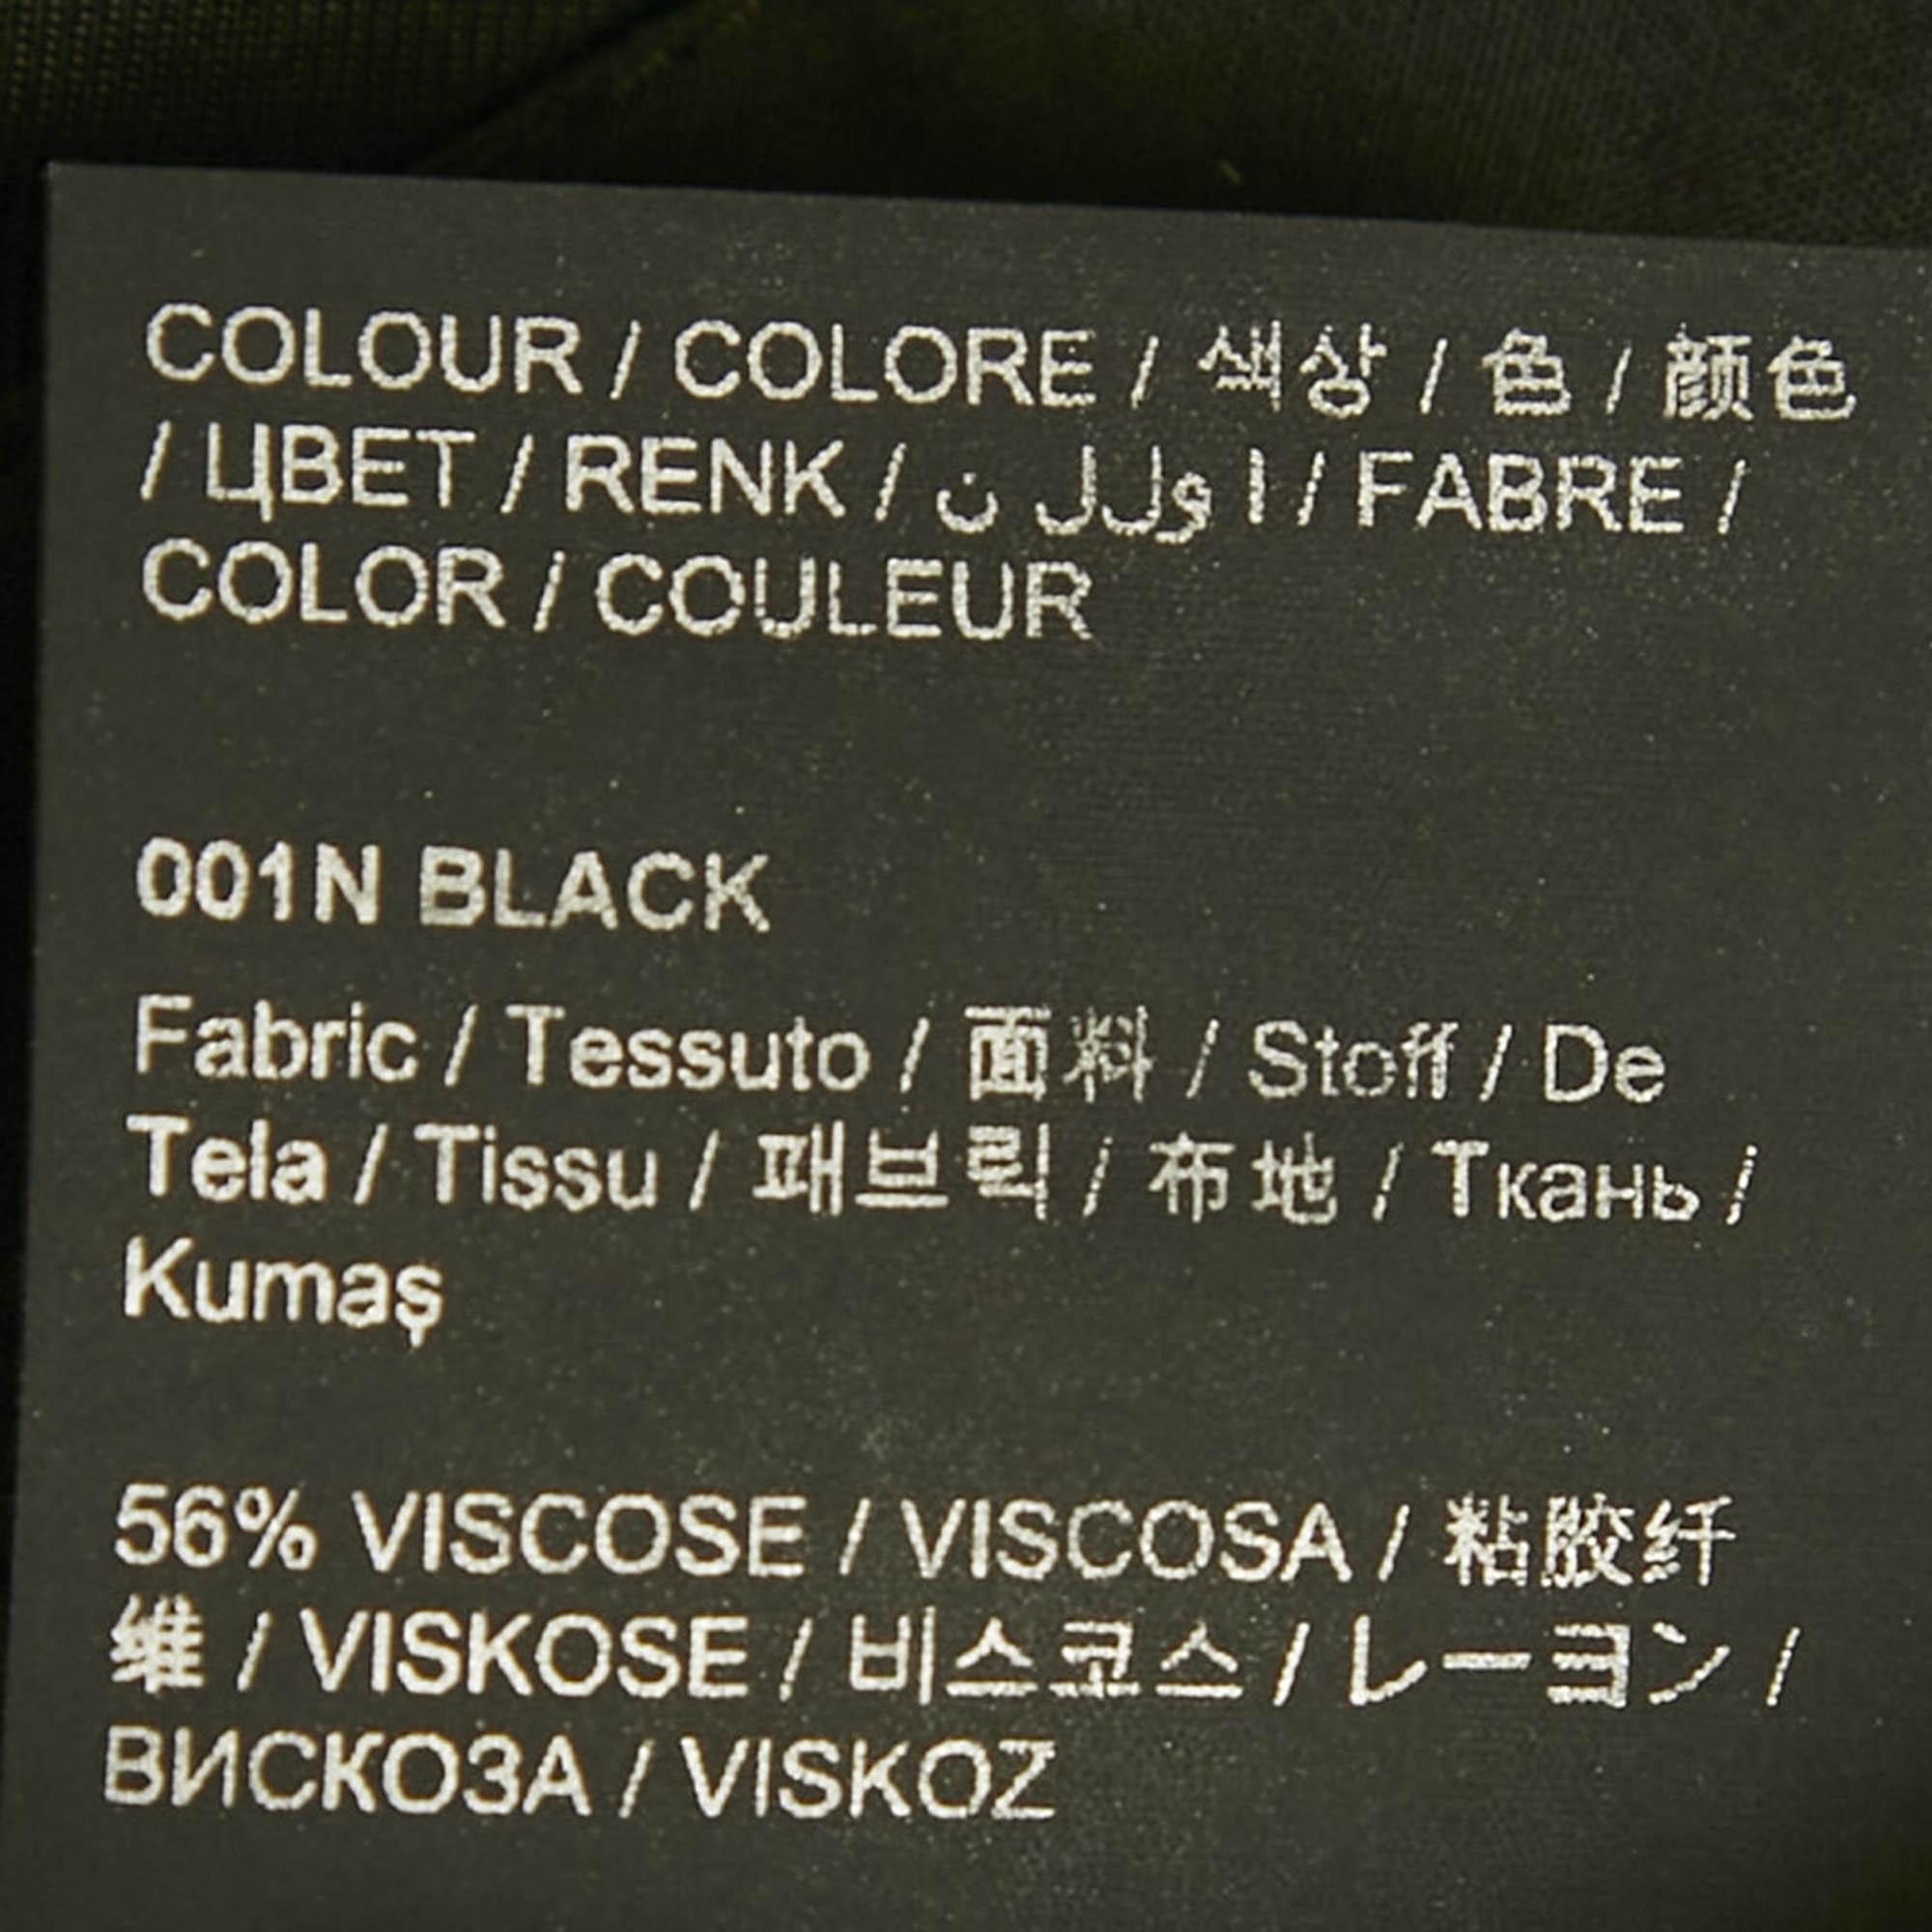 COLOUR / COLORE / 색상 / 色 / 颜色
/ ЦВЕТ / RENK / ن وللا / FABRE /
COLOR / COULEUR
001N BLACK
Fabric / Tessuto / 面料 / Stoff / De
Tela / Tissu / 패브릭 / 布地 / Ткань /
Kumaş
56% VISCOSE / VISCOSA / 粘胶纤
维 / VISKOSE / 비스코스 / レーヨン /
ВИСКОЗА / VISKOZ